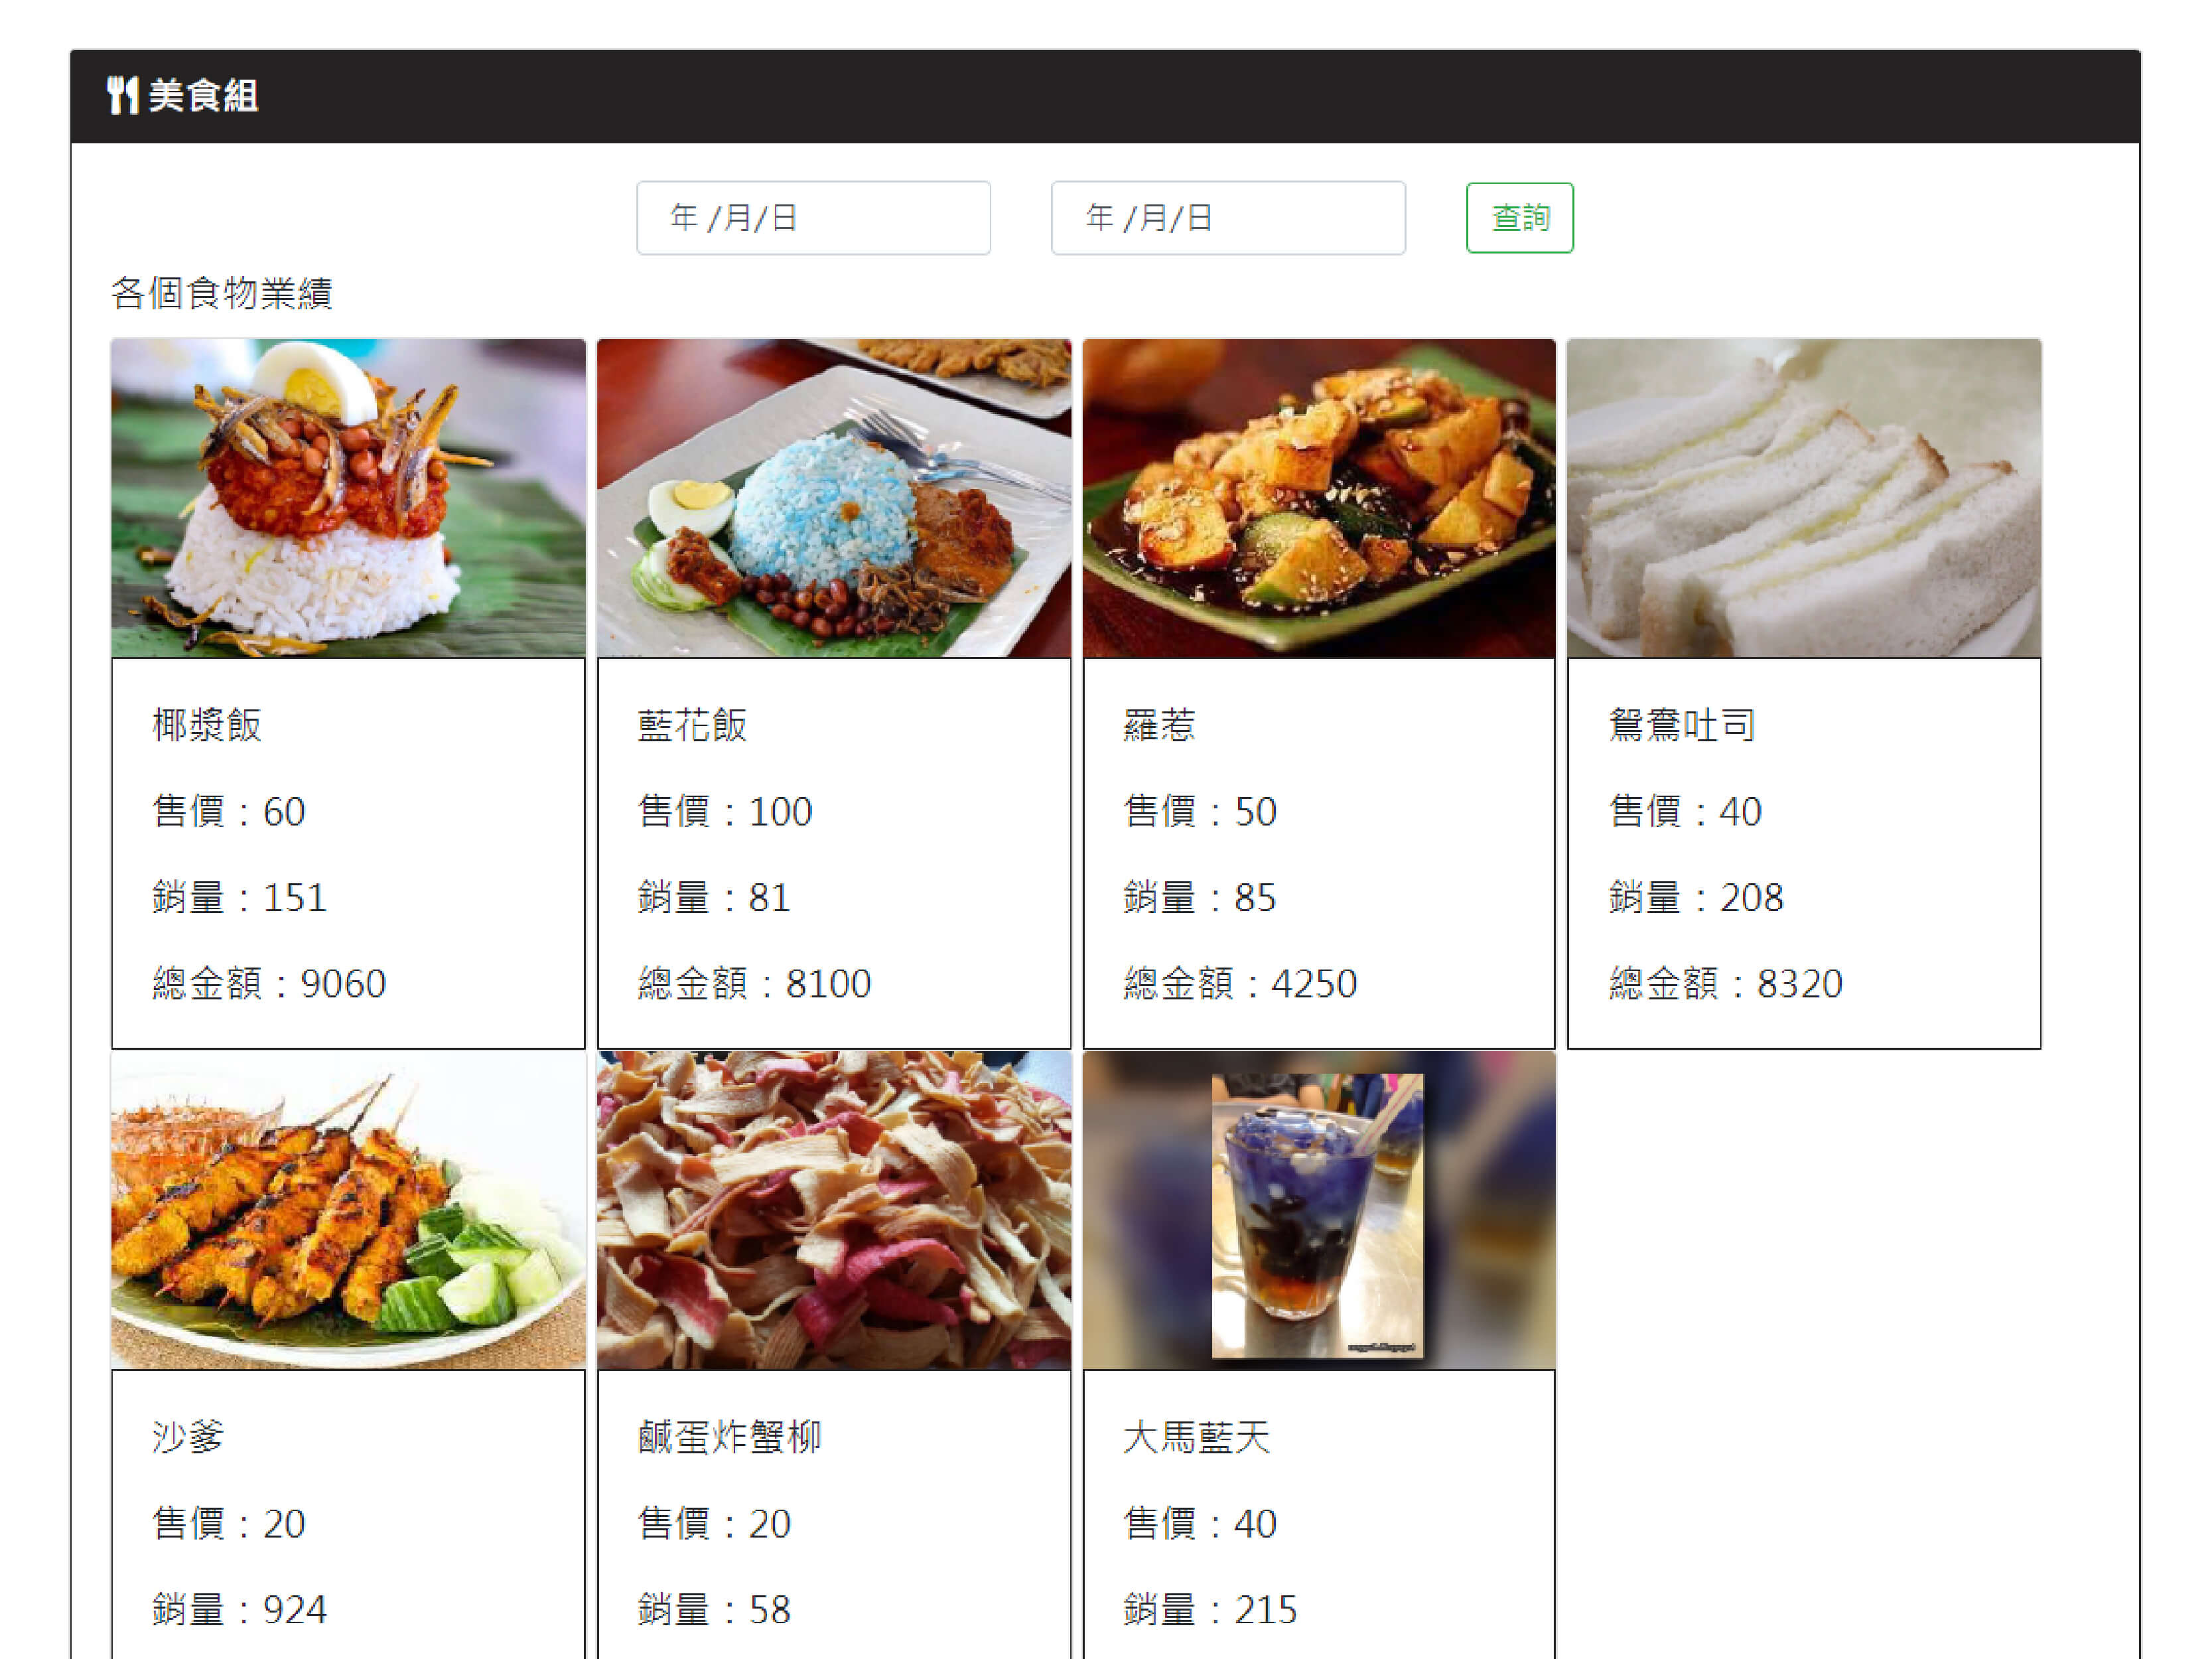 美食組
年 /月/日
年 /月/日
查詢
各個食物業績
椰漿飯
售價：60
銷量：151
總金額：9060
藍花飯
售價：100
銷量：81
總金額：8100
羅惹
售價：50
銷量：85
總金額：4250
鴛鴦吐司
售價：40
銷量：208
總金額：8320
沙爹
售價：20
銷量：924
鹹蛋炸蟹柳
售價：20
銷量：58
大馬藍天
售價：40
銷量：215